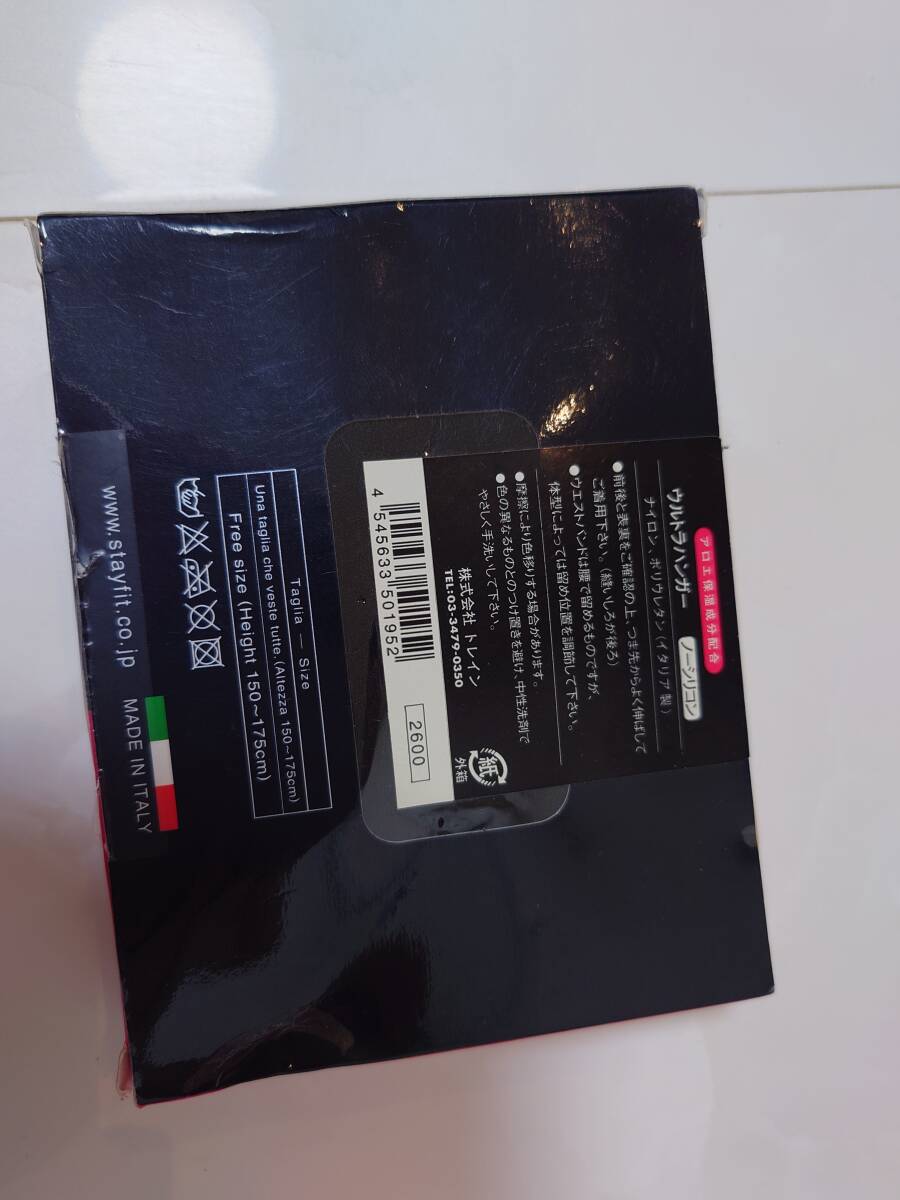 アロエ保湿成分配合
ウルトラハンガー ノーシリコン
ナイロン、ポリウレタン（イタリア製）
●前後と表裏をご確認の上、つま先からよく伸ばして
ご着用下さい。（縫いしろが後ろ）
●ウエストバンドは腰で留めるものですが、
体型によっては留め位置を調節して下さい。
●摩擦により色移りする場合があります。
●色の異なるものとのつけ置きを避け、中性洗剤で
やさしく手洗いして下さい。
株式会社 トレイン
TEL:03-3479-0350
紙
外箱
4 545633 501952
2600
Taglia — Size
Una taglia che veste tutte. (Altezza 150~175cm)
Free size (Height 150~175cm)
www.stayfit.co.jp
MADE IN ITALY